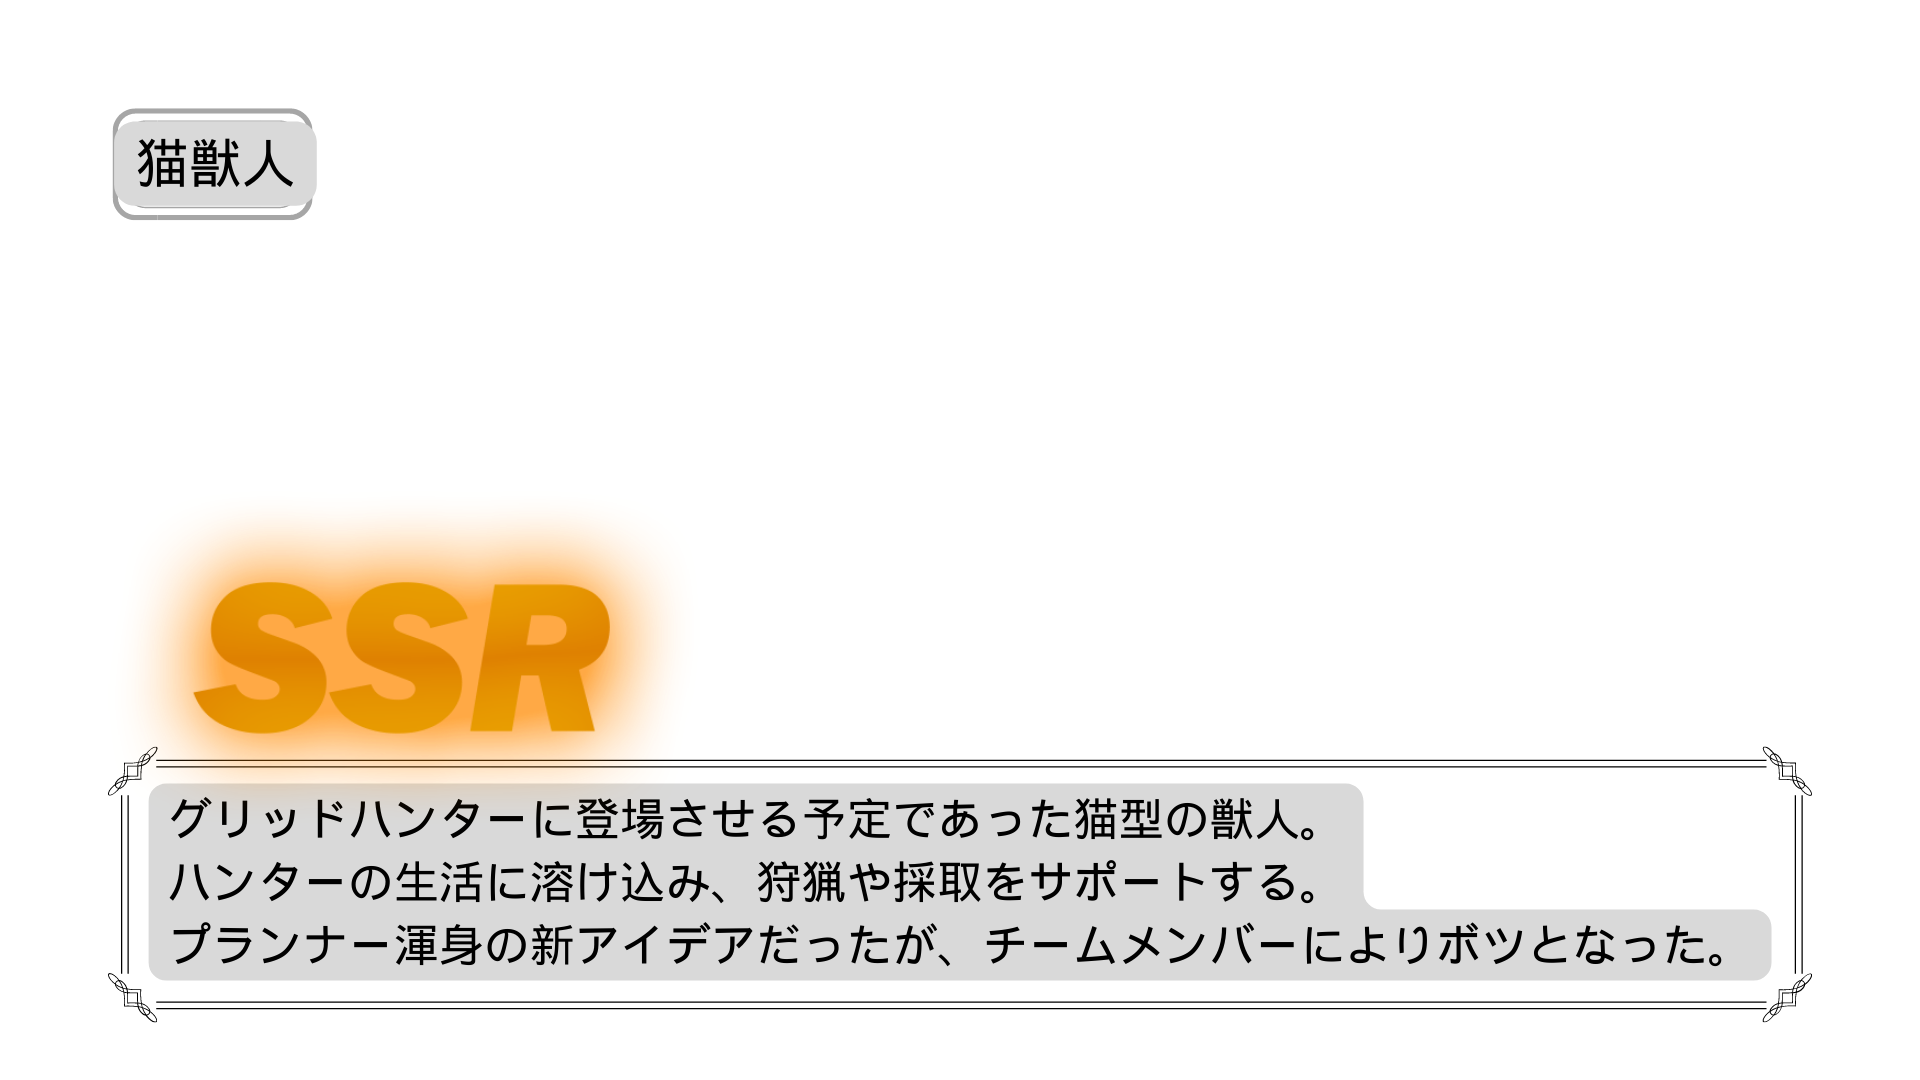 猫獣人
SSR
グリッドハンターに登場させる予定であった猫型の獣人。
ハンターの生活に溶け込み、狩猟や採取をサポートする。
プランナー渾身の新アイデアだったが、チームメンバーによりボツとなった。